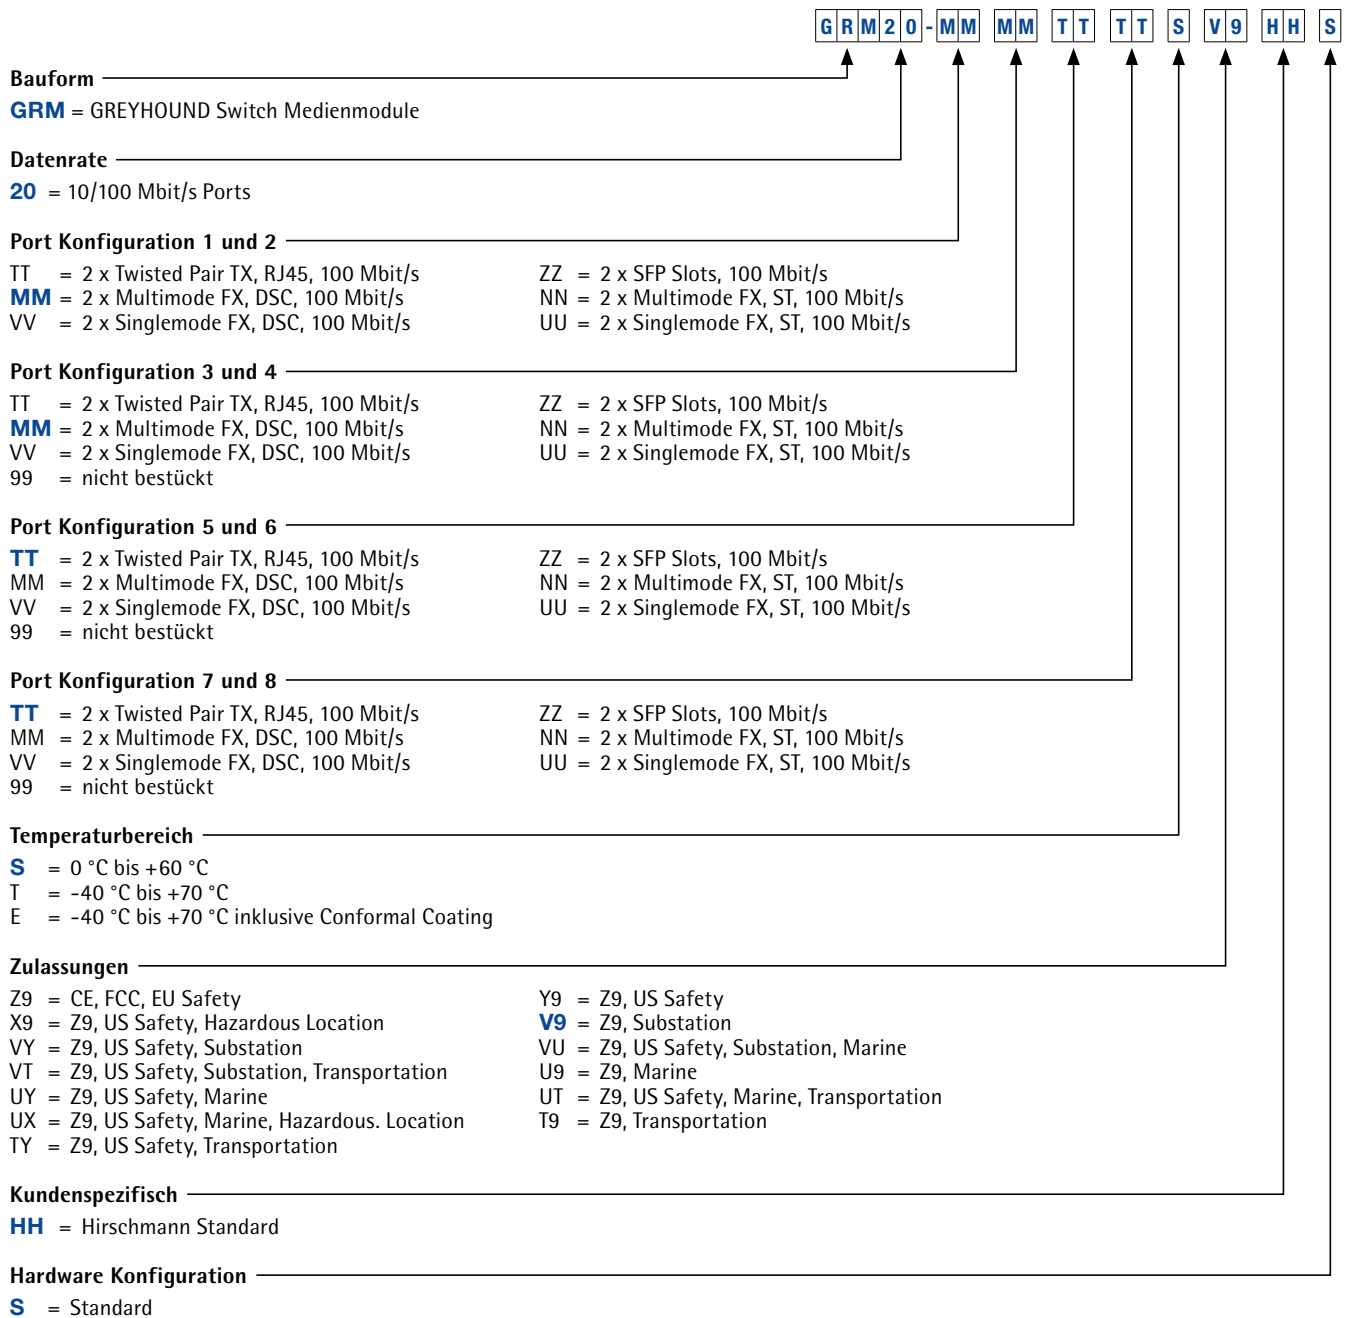 GRM20-MM MM TT TT S V9 HH S
Bauform
GRM = GREYHOUND Switch Medienmodule
Datenrate
20 = 10/100 Mbit/s Ports
Port Konfiguration 1 und 2
TT = 2 x Twisted Pair TX, RJ45, 100 Mbit/s ZZ = 2 x SFP Slots, 100 Mbit/s
MM = 2 x Multimode FX, DSC, 100 Mbit/s NN = 2 x Multimode FX, ST, 100 Mbit/s
VV = 2 x Singlemode FX, DSC, 100 Mbit/s UU = 2 x Singlemode FX, ST, 100 Mbit/s
Port Konfiguration 3 und 4
TT = 2 x Twisted Pair TX, RJ45, 100 Mbit/s ZZ = 2 x SFP Slots, 100 Mbit/s
MM = 2 x Multimode FX, DSC, 100 Mbit/s NN = 2 x Multimode FX, ST, 100 Mbit/s
VV = 2 x Singlemode FX, DSC, 100 Mbit/s UU = 2 x Singlemode FX, ST, 100 Mbit/s
99 = nicht bestückt
Port Konfiguration 5 und 6
TT = 2 x Twisted Pair TX, RJ45, 100 Mbit/s ZZ = 2 x SFP Slots, 100 Mbit/s
MM = 2 x Multimode FX, DSC, 100 Mbit/s NN = 2 x Multimode FX, ST, 100 Mbit/s
VV = 2 x Singlemode FX, DSC, 100 Mbit/s UU = 2 x Singlemode FX, ST, 100 Mbit/s
99 = nicht bestückt
Port Konfiguration 7 und 8
TT = 2 x Twisted Pair TX, RJ45, 100 Mbit/s ZZ = 2 x SFP Slots, 100 Mbit/s
MM = 2 x Multimode FX, DSC, 100 Mbit/s NN = 2 x Multimode FX, ST, 100 Mbit/s
VV = 2 x Singlemode FX, DSC, 100 Mbit/s UU = 2 x Singlemode FX, ST, 100 Mbit/s
99 = nicht bestückt
Temperaturbereich
S = 0 °C bis +60 °C
T = -40 °C bis +70 °C
E = -40 °C bis +70 °C inklusive Conformal Coating
Zulassungen
Z9 = CE, FCC, EU Safety Y9 = Z9, US Safety
X9 = Z9, US Safety, Hazardous Location V9 = Z9, Substation
VY = Z9, US Safety, Substation VU = Z9, US Safety, Substation, Marine
VT = Z9, US Safety, Substation, Transportation U9 = Z9, Marine
UY = Z9, US Safety, Marine UT = Z9, US Safety, Marine, Transportation
UX = Z9, US Safety, Marine, Hazardous. Location T9 = Z9, Transportation
TY = Z9, US Safety, Transportation
Kundenspezifisch
HH = Hirschmann Standard
Hardware Konfiguration
S = Standard